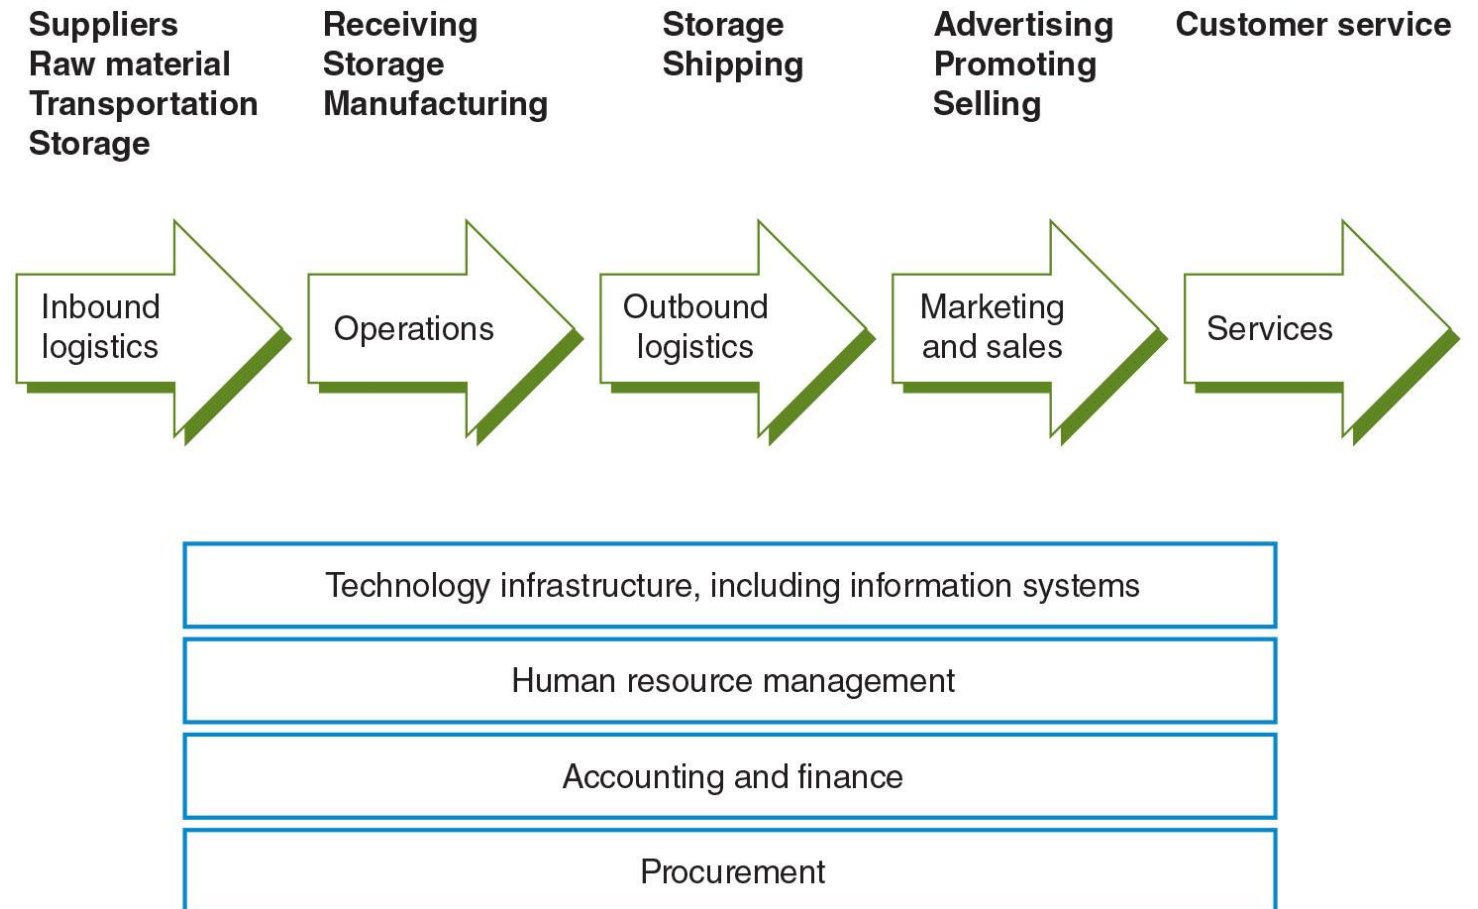 Suppliers
Raw material
Transportation
Storage
Receiving
Storage
Manufacturing
Storage
Shipping
Advertising
Promoting
Selling
Customer service
Inbound
logistics
Operations
Outbound
logistics
Marketing
and sales
Services
Technology infrastructure, including information systems
Human resource management
Accounting and finance
Procurement